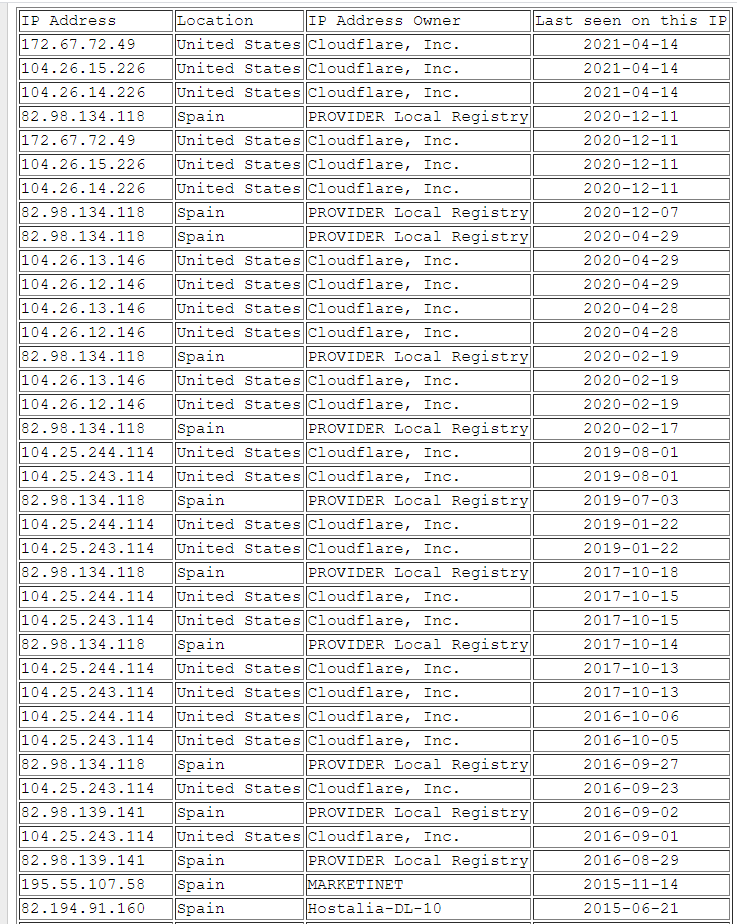 IP Address Location IP Address Owner Last seen on this IP
172.67.72.49 United States Cloudflare, Inc. 2021-04-14
104.26.15.226 United States Cloudflare, Inc. 2021-04-14
104.26.14.226 United States Cloudflare, Inc. 2021-04-14
82.98.134.118 Spain PROVIDER Local Registry 2020-12-11
172.67.72.49 United States Cloudflare, Inc. 2020-12-11
104.26.15.226 United States Cloudflare, Inc. 2020-12-11
104.26.14.226 United States Cloudflare, Inc. 2020-12-11
82.98.134.118 Spain PROVIDER Local Registry 2020-12-07
82.98.134.118 Spain PROVIDER Local Registry 2020-04-29
104.26.13.146 United States Cloudflare, Inc. 2020-04-29
104.26.12.146 United States Cloudflare, Inc. 2020-04-29
104.26.13.146 United States Cloudflare, Inc. 2020-04-28
104.26.12.146 United States Cloudflare, Inc. 2020-04-28
82.98.134.118 Spain PROVIDER Local Registry 2020-02-19
104.26.13.146 United States Cloudflare, Inc. 2020-02-19
104.26.12.146 United States Cloudflare, Inc. 2020-02-19
82.98.134.118 Spain PROVIDER Local Registry 2020-02-17
104.25.244.114 United States Cloudflare, Inc. 2019-08-01
104.25.243.114 United States Cloudflare, Inc. 2019-08-01
82.98.134.118 Spain PROVIDER Local Registry 2019-07-03
104.25.244.114 United States Cloudflare, Inc. 2019-01-22
104.25.243.114 United States Cloudflare, Inc. 2019-01-22
82.98.134.118 Spain PROVIDER Local Registry 2017-10-18
104.25.244.114 United States Cloudflare, Inc. 2017-10-15
104.25.243.114 United States Cloudflare, Inc. 2017-10-15
82.98.134.118 Spain PROVIDER Local Registry 2017-10-14
104.25.244.114 United States Cloudflare, Inc. 2017-10-13
104.25.243.114 United States Cloudflare, Inc. 2017-10-13
104.25.244.114 United States Cloudflare, Inc. 2016-10-06
104.25.243.114 United States Cloudflare, Inc. 2016-10-05
82.98.134.118 Spain PROVIDER Local Registry 2016-09-27
104.25.243.114 United States Cloudflare, Inc. 2016-09-23
82.98.139.141 Spain PROVIDER Local Registry 2016-09-02
104.25.243.114 United States Cloudflare, Inc. 2016-09-01
82.98.139.141 Spain PROVIDER Local Registry 2016-08-29
195.55.107.58 Spain MARKETINET 2015-11-14
82.194.91.160 Spain Hostalia-DL-10 2015-06-21